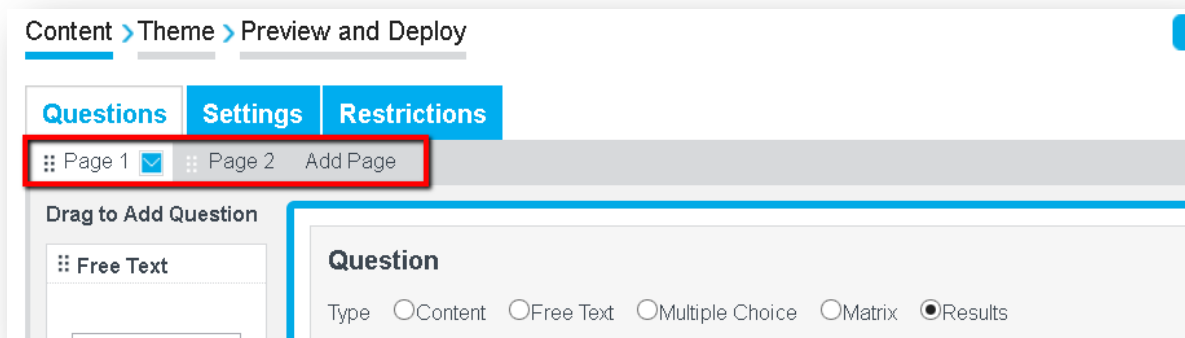 Content > Theme > Preview and Deploy
Questions Settings Restrictions
Page 1 Page 2 Add Page
Drag to Add Question
Free Text
Question
Type Content Free Text Multiple Choice Matrix Results